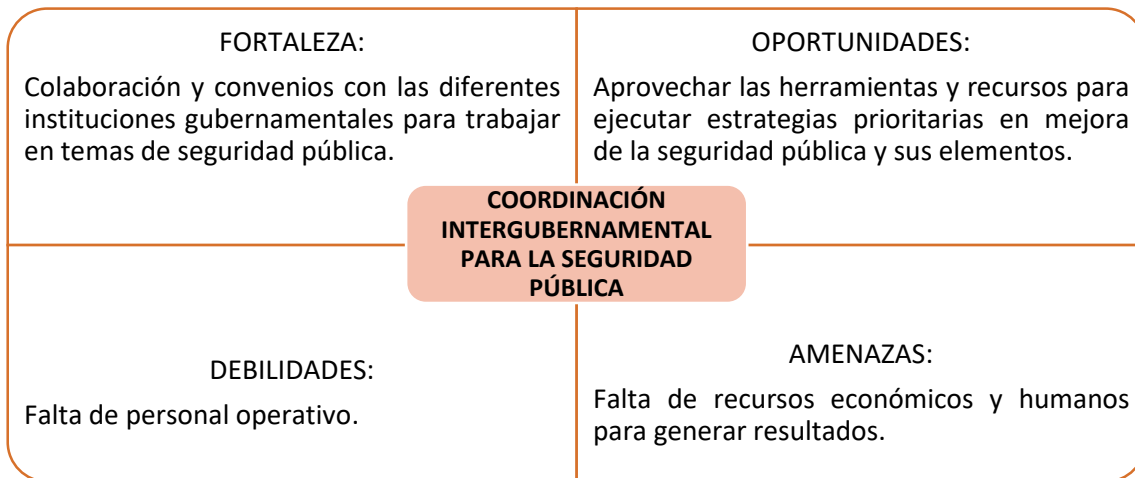 FORTALEZA:
Colaboración y convenios con las diferentes
instituciones gubernamentales para trabajar
en temas de seguridad pública.
OPORTUNIDADES:
Aprovechar las herramientas y recursos para
ejecutar estrategias prioritarias en mejora
de la seguridad pública y sus elementos.
COORDINACIÓN
INTERGUBERNAMENTAL
PARA LA SEGURIDAD
PÚBLICA
DEBILIDADES:
Falta de personal operativo.
AMENAZAS:
Falta de recursos económicos y humanos
para generar resultados.